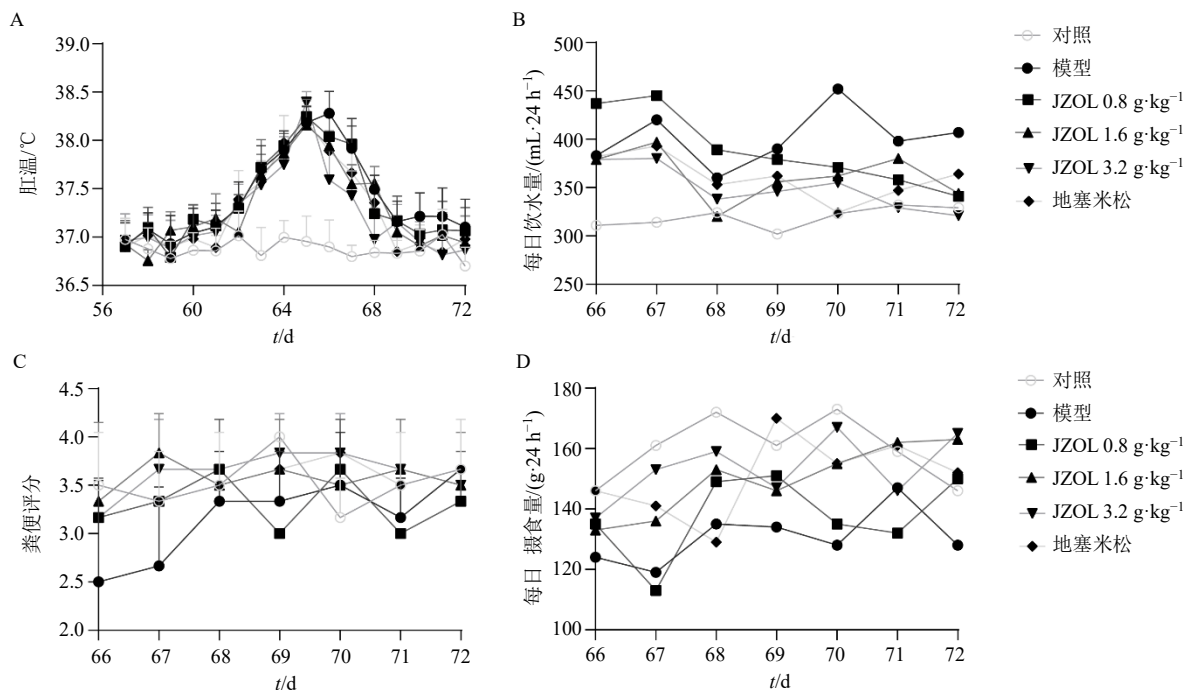 A
39.0
38.5
38.0
37.5
37.0
36.5
肛温/℃
56 60 64 68 72
t/d
B
500
450
400
350
300
250
每日饮水量/(mL·24 h⁻¹)
66 67 68 69 70 71 72
t/d
对照
模型
JZOL 0.8 g·kg⁻¹
JZOL 1.6 g·kg⁻¹
JZOL 3.2 g·kg⁻¹
地塞米松
C
4.5
4.0
3.5
3.0
2.5
2.0
粪便评分
66 67 68 69 70 71 72
t/d
D
180
160
140
120
100
每日 摄食量/(g·24 h⁻¹)
66 67 68 69 70 71 72
t/d
对照
模型
JZOL 0.8 g·kg⁻¹
JZOL 1.6 g·kg⁻¹
JZOL 3.2 g·kg⁻¹
地塞米松